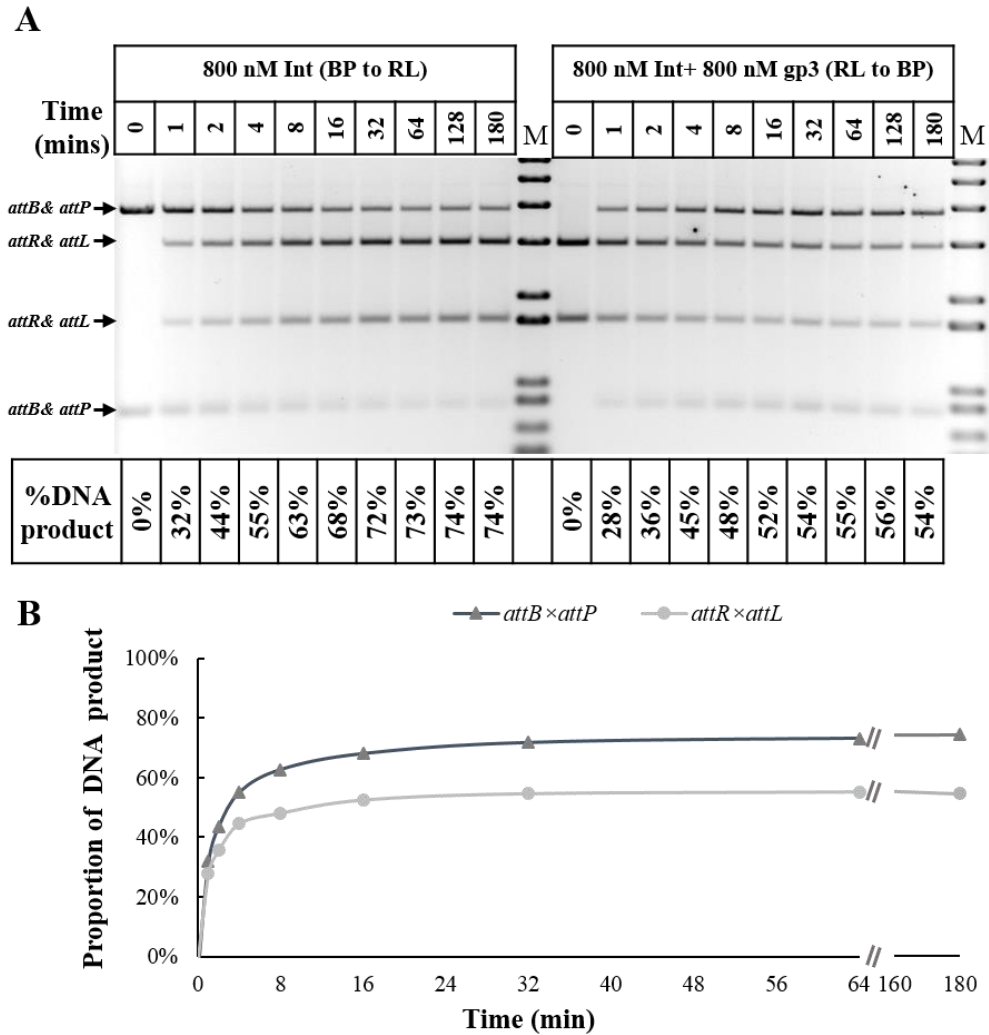 A
800 nM Int (BP to RL)
800 nM Int+ 800 nM gp3 (RL to BP)
Time (mins)
0 1 2 4 8 16 32 64 128 180 M 0 1 2 4 8 16 32 64 128 180 M
attB& attP
attR& attL
attR& attL
attB& attP
%DNA product
0% 32% 44% 55% 63% 68% 72% 73% 74% 74% 0% 28% 36% 45% 48% 52% 54% 55% 56% 54%
B
attB×attP attR×attL
Proportion of DNA product
100%
80%
60%
40%
20%
0%
0 8 16 24 32 40 48 56 64 160 180
Time (min)